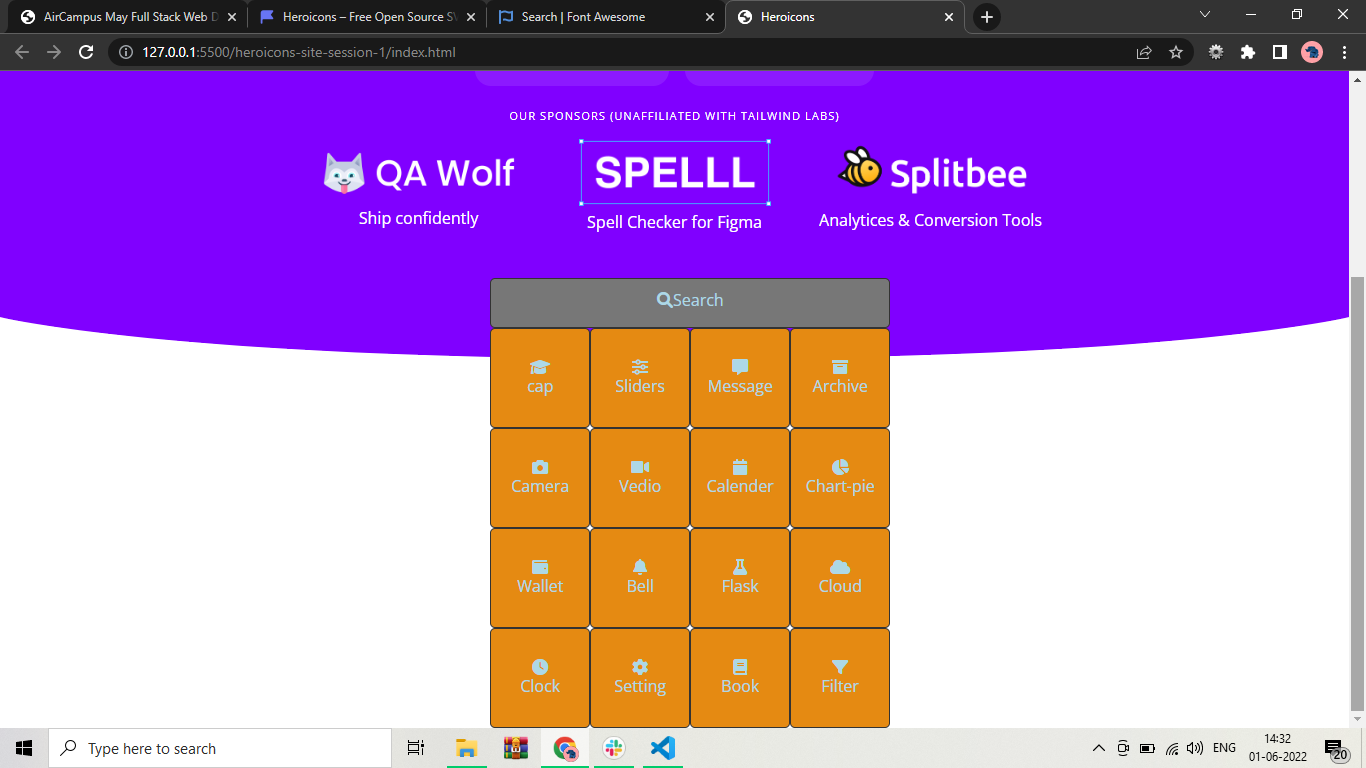 AirCampus May Full Stack Web D
Heroicons – Free Open Source SV
Search | Font Awesome
Heroicons
127.0.0.1:5500/heroicons-site-session-1/index.html
OUR SPONSORS (UNAFFILIATED WITH TAILWIND LABS)
QA Wolf
SPELLL
Splitbee
Ship confidently
Spell Checker for Figma
Analytices & Conversion Tools
Search
cap
Sliders
Message
Archive
Camera
Vedio
Calender
Chart-pie
Wallet
Bell
Flask
Cloud
Clock
Setting
Book
Filter
Type here to search
ENG
14:32
01-06-2022
20